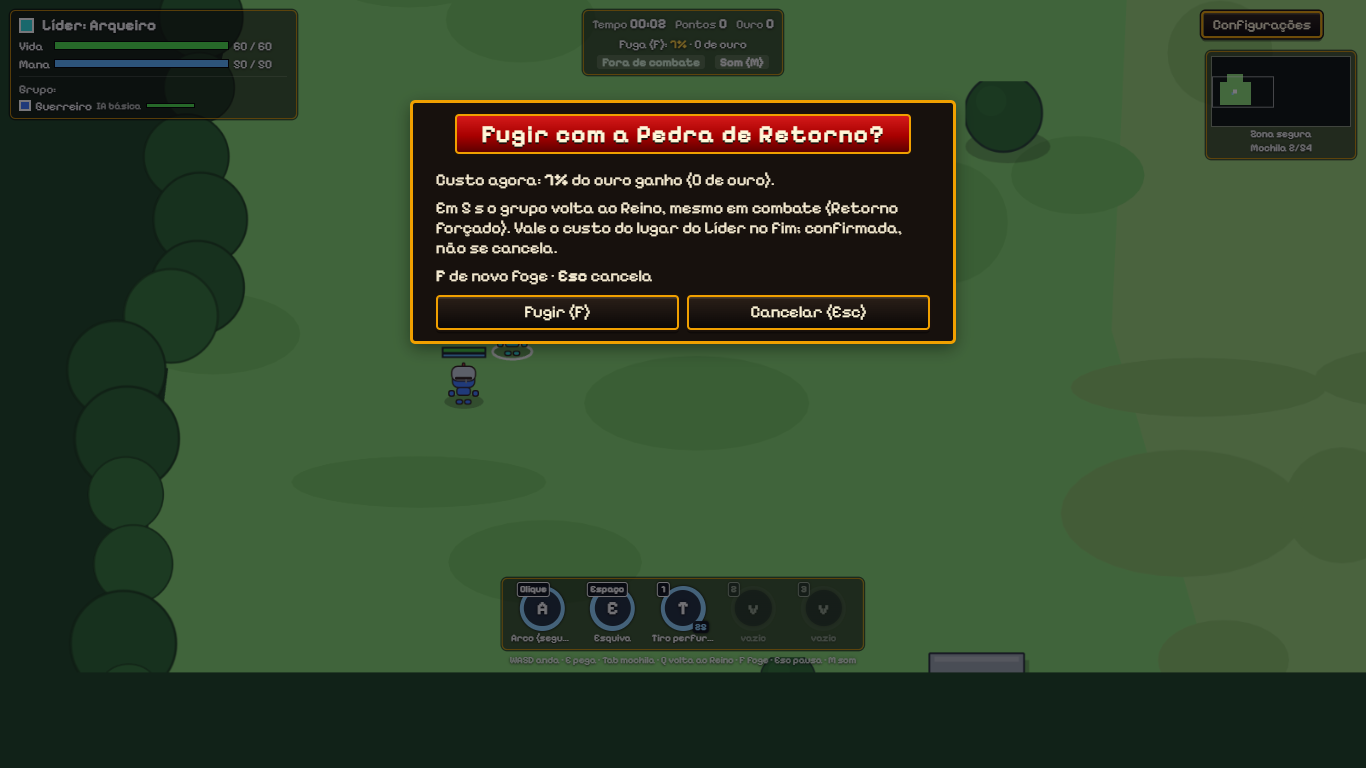 Líder: Arqueiro
Vida 60 / 60
Mana 80 / 80
Grupo:
Guerreiro IA básica
Tempo 00:02 Pontos 0 Ouro 0
Fuga (F): 7% · 0 de ouro
Fora de combate Som (M)
Configurações
Zona segura
Mochila 2/24
Fugir com a Pedra de Retorno?
Custo agora: 7% do ouro ganho (0 de ouro).
Em 8 s o grupo volta ao Reino, mesmo em combate (Retorno
Forçado). Vale o custo do lugar do Líder no fim; confirmada,
não se cancela.
F de novo foge · Esc cancela
Fugir (F)
Cancelar (Esc)
Clique Espaço 1 2 3
A E T v v
22
Arco (segu... Esquiva Tiro perfur... vazio vazio
WASD anda · E pega · Tab mochila · Q volta ao Reino · F foge · Esc pausa · M som